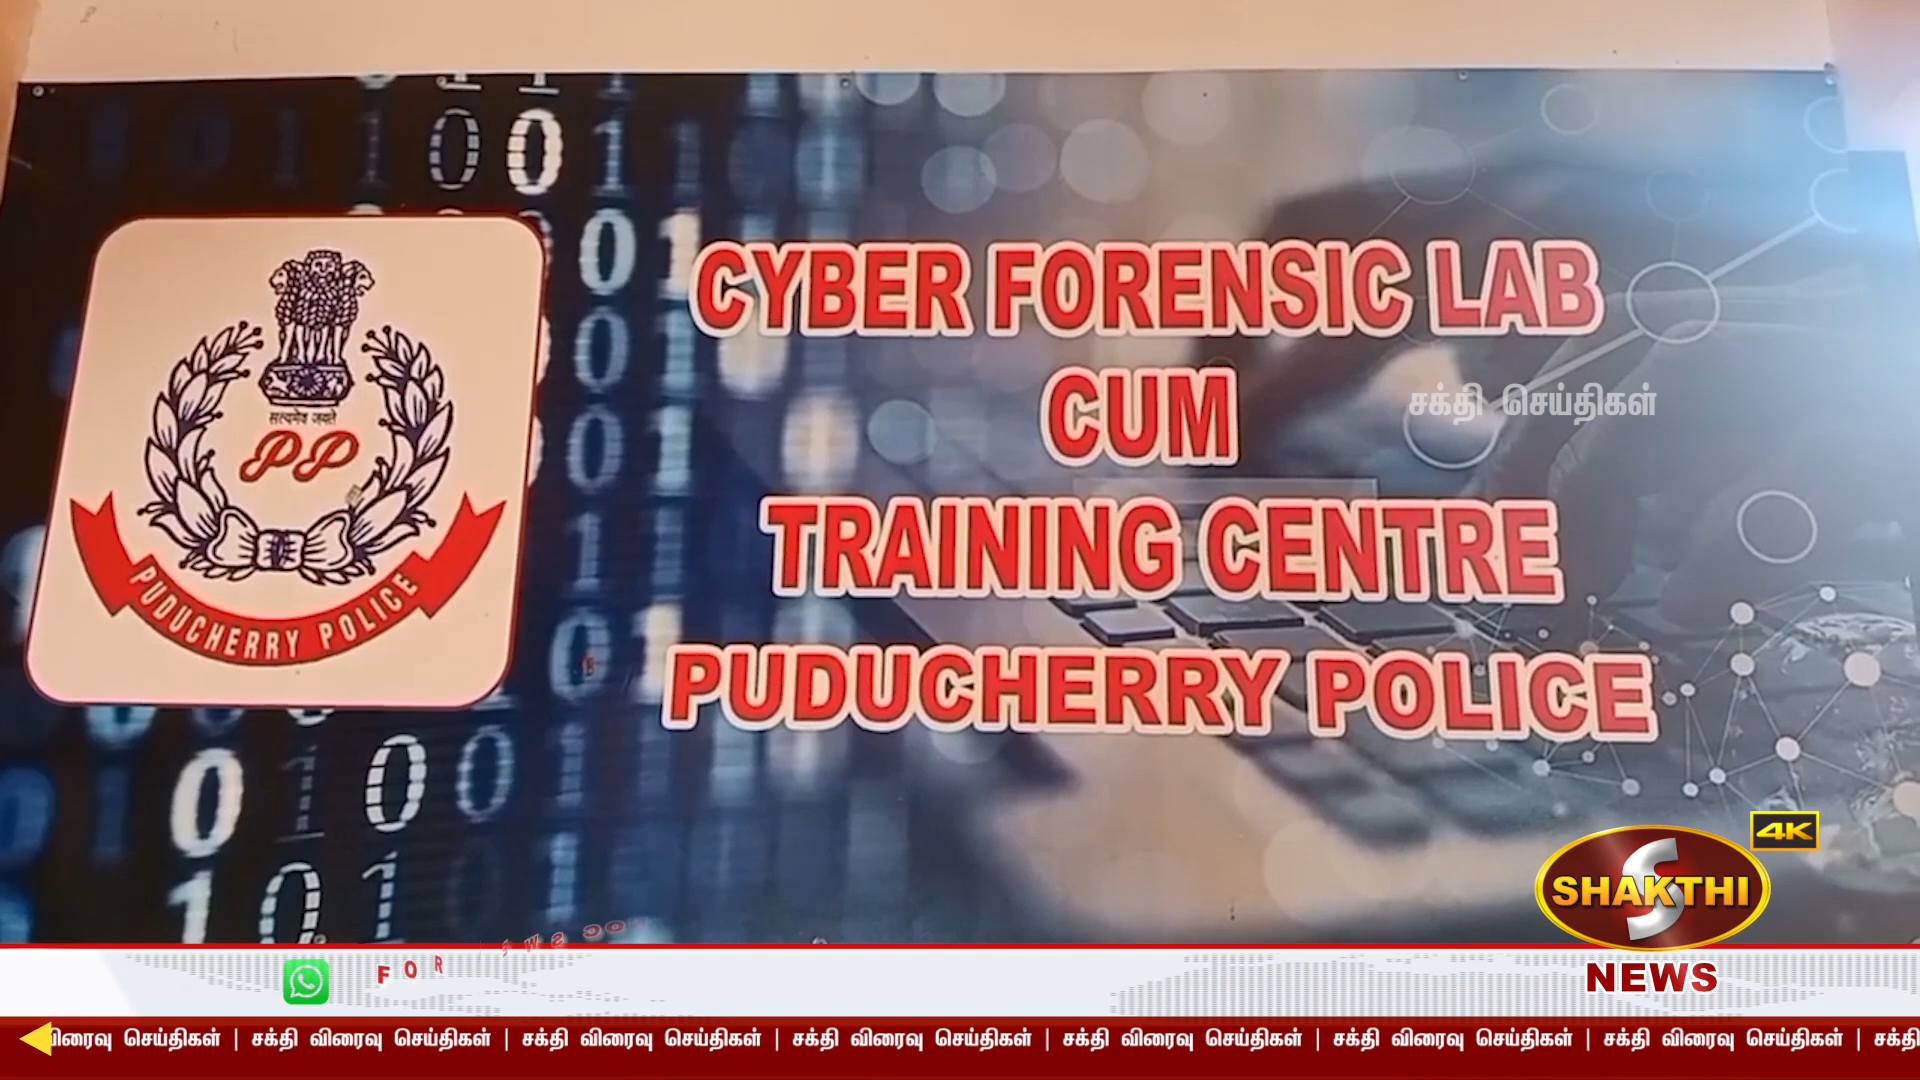 CYBER FORENSIC LAB
CUM
TRAINING CENTRE
PUDUCHERRY POLICE
सत्यमेव जयते
PP
PUDUCHERRY POLICE
சக்தி செய்திகள்
4K
SHAKTHI
NEWS
FOR
விரைவு செய்திகள் | சக்தி விரைவு செய்திகள் | சக்தி விரைவு செய்திகள் | சக்தி விரைவு செய்திகள் | சக்தி விரைவு செய்திகள் | சக்தி விரைவு செய்திகள் | சக்தி விரைவு செய்திகள் | சக்தி